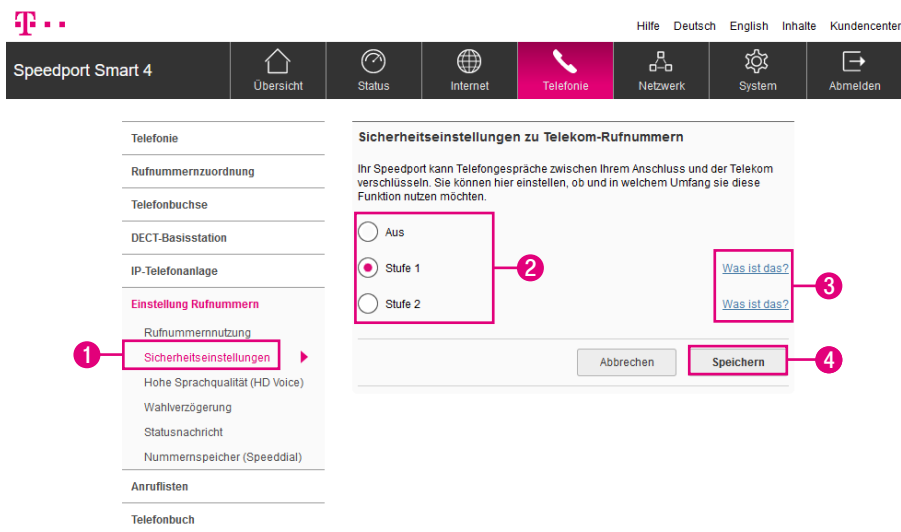 T
Hilfe Deutsch English Inhalte Kundencenter
Speedport Smart 4
Übersicht
Status
Internet
Telefonie
Netzwerk
System
Abmelden
Telefonie
Rufnummernzuordnung
Telefonbuchse
DECT-Basisstation
IP-Telefonanlage
Einstellung Rufnummern
Rufnummernnutzung
1
Sicherheitseinstellungen
Hohe Sprachqualität (HD Voice)
Wahlverzögerung
Statusnachricht
Nummernspeicher (Speeddial)
Anruflisten
Telefonbuch
Sicherheitseinstellungen zu Telekom-Rufnummern
Ihr Speedport kann Telefongespräche zwischen Ihrem Anschluss und der Telekom
verschlüsseln. Sie können hier einstellen, ob und in welchem Umfang sie diese
Funktion nutzen möchten.
Aus
Stufe 1
2
Was ist das?
3
Stufe 2
Was ist das?
Abbrechen
Speichern
4